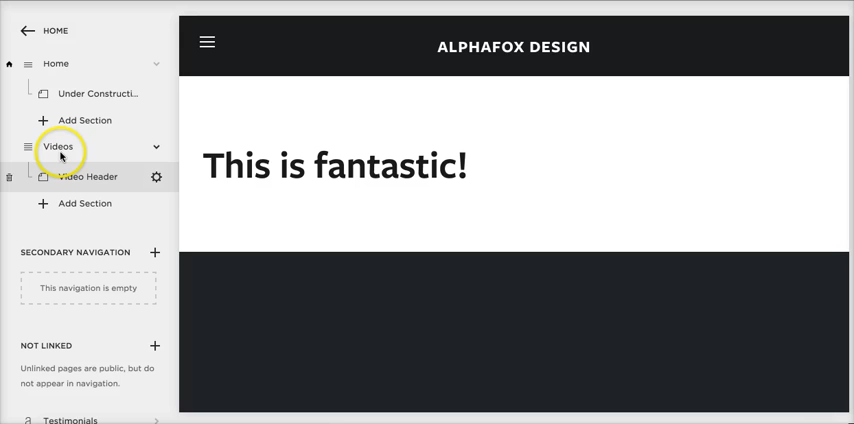 HOME
Home
Under Constructi...
Add Section
Videos
Video Header
Add Section
SECONDARY NAVIGATION
This navigation is empty
NOT LINKED
Unlinked pages are public, but do
not appear in navigation.
Testimonials
ALPHAFOX DESIGN
This is fantastic!